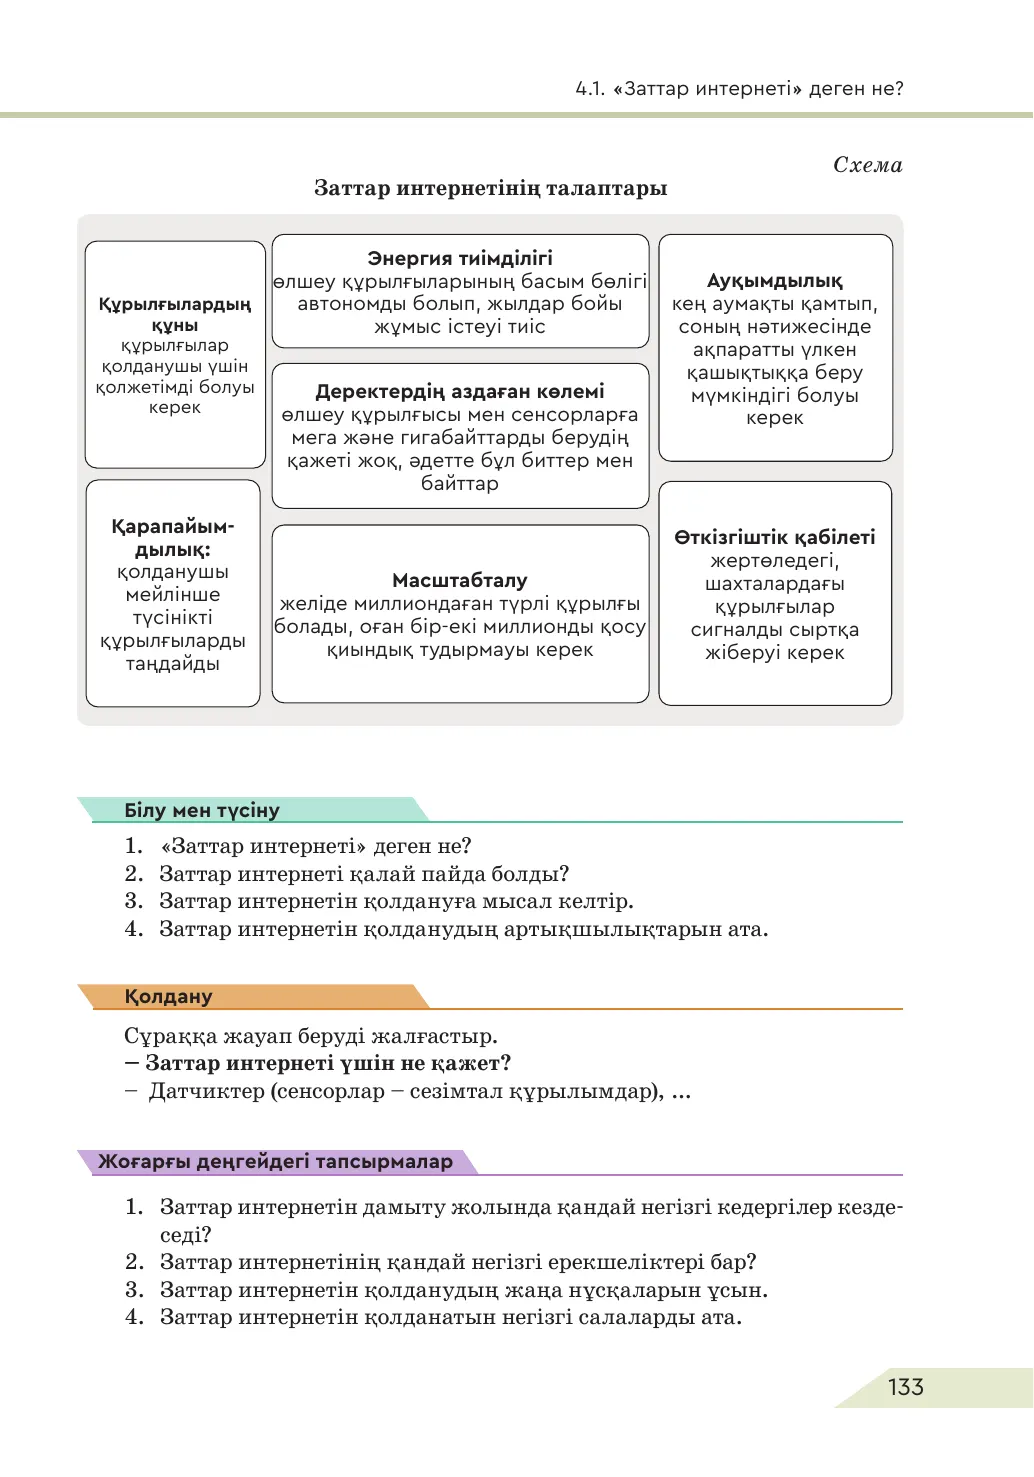 4.1. «Заттар интернеті» деген не?
Схема
Заттар интернетінің талаптары
Құрылғылардың
құны
құрылғылар
қолданушы үшін
қолжетімді болуы
керек
Энергия тиімділігі
өлшеу құрылғыларының басым бөлігі
автономды болып, жылдар бойы
жұмыс істеуі тиіс
Ауқымдылық
кең аумақты қамтып,
соның нәтижесінде
ақпаратты үлкен
қашықтыққа беру
мүмкіндігі болуы
керек
Деректердің аздаған көлемі
өлшеу құрылғысы мен сенсорларға
мега және гигабайттарды берудің
қажеті жоқ, әдетте бұл биттер мен
байттар
Қарапайым-
дылық:
қолданушы
мейлінше
түсінікті
құрылғыларды
таңдайды
Масштабталу
желіде миллиондаған түрлі құрылғы
болады, оған бір-екі миллионды қосу
қиындық тудырмауы керек
Өткізгіштік қабілеті
жертөледегі,
шахталардағы
құрылғылар
сигналды сыртқа
жіберуі керек
Білу мен түсіну
1. «Заттар интернеті» деген не?
2. Заттар интернеті қалай пайда болды?
3. Заттар интернетін қолдануға мысал келтір.
4. Заттар интернетін қолданудың артықшылықтарын ата.
Қолдану
Сұраққа жауап беруді жалғастыр.
– Заттар интернеті үшін не қажет?
– Датчиктер (сенсорлар – сезімтал құрылымдар), ...
Жоғарғы деңгейдегі тапсырмалар
1. Заттар интернетін дамыту жолында қандай негізгі кедергілер кезде-
седі?
2. Заттар интернетінің қандай негізгі ерекшеліктері бар?
3. Заттар интернетін қолданудың жаңа нұсқаларын ұсын.
4. Заттар интернетін қолданатын негізгі салаларды ата.
133